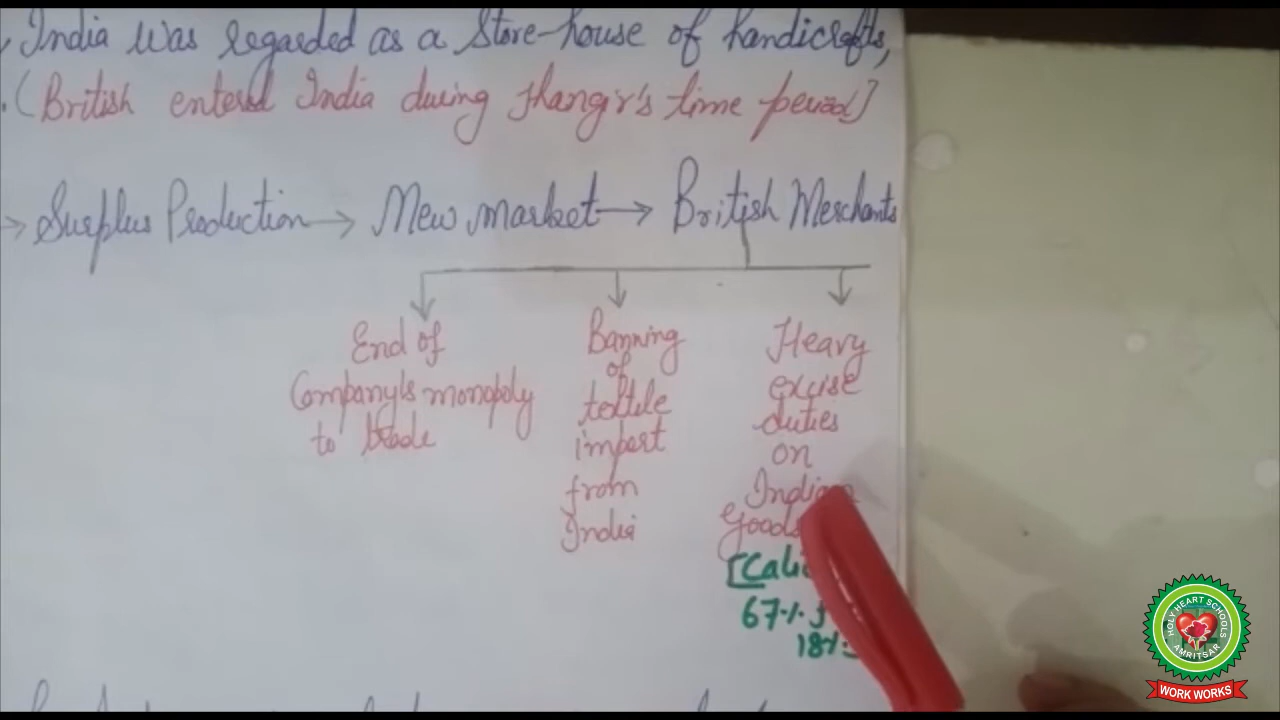 India was regarded as a store-house of handicrafts,
(British entered India during Jhangir's time period]
→ Surplus Production → New market → British Merchants
End of
Company's monopoly
to trade
Banning
of
textile
import
from
India
Heavy
excise
duties
on
Indian
goods
67%
18%
HOLY HEART SCHOOLS
AMRITSAR
WORK WORKS